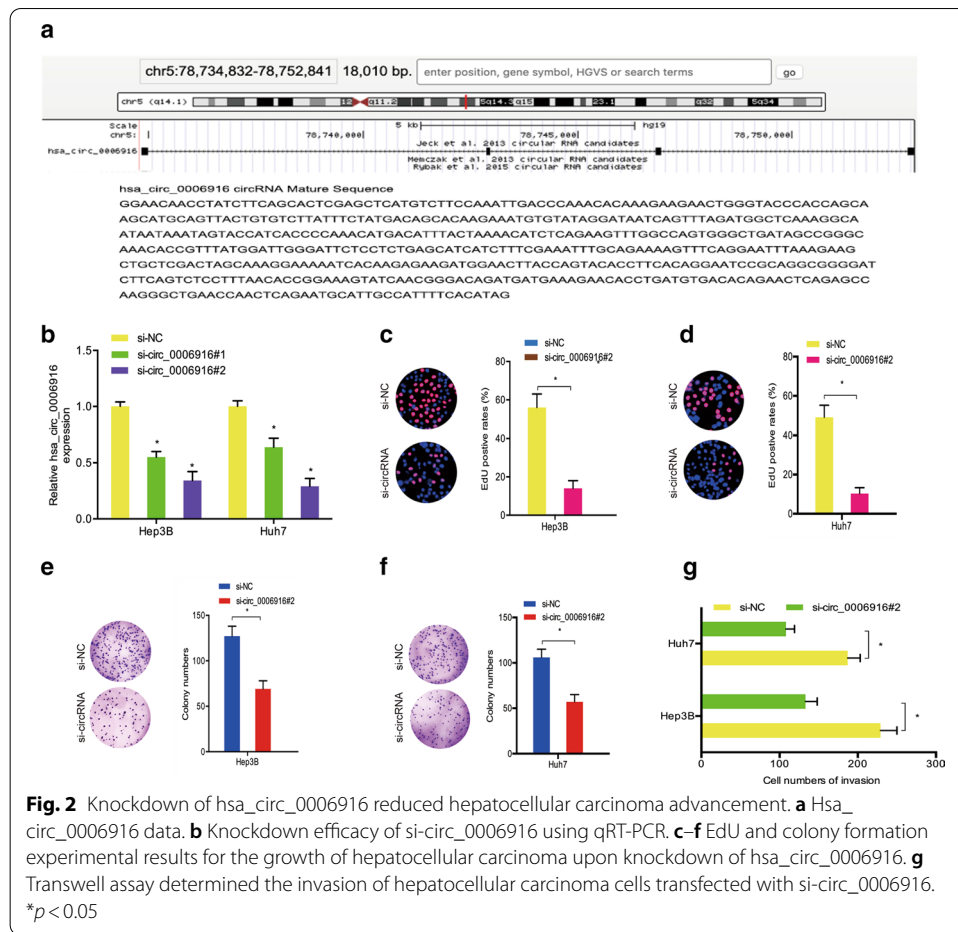 a
chr5:78,734,832-78,752,841 18,010 bp. enter position, gene symbol, HGVS or search terms go
chr5 (q14.1) 12 q11.2 5q14.3 q15 23.1 q32 5q34
Scale 5 kb hg19
chr5: 78,740,000 78,745,000 78,750,000
Jeck et al. 2013 circular RNA candidates
hsa_circ_0006916
Memczak et al. 2013 circular RNA candidates
Rybak et al. 2015 circular RNA candidates
hsa_circ_0006916 circRNA Mature Sequence
GGAACAACCTATCTTCAGCACTCGAGCTCATGTCTTCCAAATTGACCCAAACACAAAGAAGAACTGGGTACCCACCAGCA
AGCATGCAGTTACTGTGTCTTATTTCTATGACAGCACAAGAAATGTGTATAGGATAATCAGTTTAGATGGCTCAAAGGCA
ATAATAAATAGTACCATCACCCCAAACATGACATTTACTAAAACATCTCAGAAGTTTGGCCAGTGGGCTGATAGCCGGGC
AAACACCGTTTATGGATTGGGATTCTCCTCTGAGCATCATCTTTCGAAATTTGCAGAAAAGTTTCAGGAATTTAAAGAAG
CTGCTCGACTAGCAAAGGAAAAATCACAAGAGAAGATGGAACTTACCAGTACACCTTCACAGGAATCCGCAGGCGGGGAT
CTTCAGTCTCCTTTAACACCGGAAAGTATCAACGGGACAGATGATGAAAGAACACCTGATGTGACACAGAACTCAGAGCC
AAGGGCTGAACCAACTCAGAATGCATTGCCATTTTCACATAG
b
si-NC
si-circ_0006916#1
si-circ_0006916#2
Relative hsa_circ_0006916
expression
1.5
1.0
0.5
0.0
* * * *
Hep3B Huh7
c
si-NC
si-circRNA
si-NC
si-circ_0006916#2
EdU postive rates (%)
80
60
40
20
0
*
Hep3B
d
si-NC
si-circRNA
si-NC
si-circ_0006916#2
EdU postive rates (%)
80
60
40
20
0
*
Huh7
e
si-NC
si-circRNA
si-NC
si-circ_0006916#2
Colony numbers
150
100
50
0
*
Hep3B
f
si-NC
si-circRNA
si-NC
si-circ_0006916#2
Colony numbers
150
100
50
0
*
Huh7
g
si-NC si-circ_0006916#2
Huh7 *
Hep3B *
0 100 200 300
Cell numbers of invasion
Fig. 2 Knockdown of hsa_circ_0006916 reduced hepatocellular carcinoma advancement. a Hsa_
circ_0006916 data. b Knockdown efficacy of si-circ_0006916 using qRT-PCR. c–f EdU and colony formation
experimental results for the growth of hepatocellular carcinoma upon knockdown of hsa_circ_0006916. g
Transwell assay determined the invasion of hepatocellular carcinoma cells transfected with si-circ_0006916.
*p < 0.05